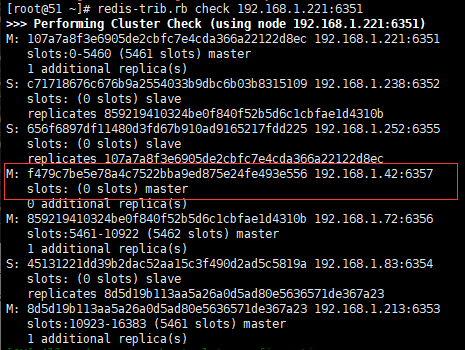 [root@51 ~]# redis-trib.rb check 192.168.1.221:6351
>>> Performing Cluster Check (using node 192.168.1.221:6351)
M: 107a7a8f3e6905de2cbfc7e4cda366a22122d8ec 192.168.1.221:6351
slots:0-5460 (5461 slots) master
1 additional replica(s)
S: c71718676c676b9a2554033b9dbc6b03b8315109 192.168.1.238:6352
slots: (0 slots) slave
replicates 859219410324be0f840f52b5d6c1cbfae1d4310b
S: 656f6897df11480d3fd67b910ad9165217fdd225 192.168.1.252:6355
slots: (0 slots) slave
replicates 107a7a8f3e6905de2cbfc7e4cda366a22122d8ec
M: f479c7be5e78a4c7522bba9ed875e24fe493e556 192.168.1.42:6357
slots: (0 slots) master
0 additional replica(s)
M: 859219410324be0f840f52b5d6c1cbfae1d4310b 192.168.1.72:6356
slots:5461-10922 (5462 slots) master
1 additional replica(s)
S: 45131221dd39b2dac52aa15c3f490d2ad5c5819a 192.168.1.83:6354
slots: (0 slots) slave
replicates 8d5d19b113aa5a26a0d5ad80e5636571de367a23
M: 8d5d19b113aa5a26a0d5ad80e5636571de367a23 192.168.1.213:6353
slots:10923-16383 (5461 slots) master
1 additional replica(s)